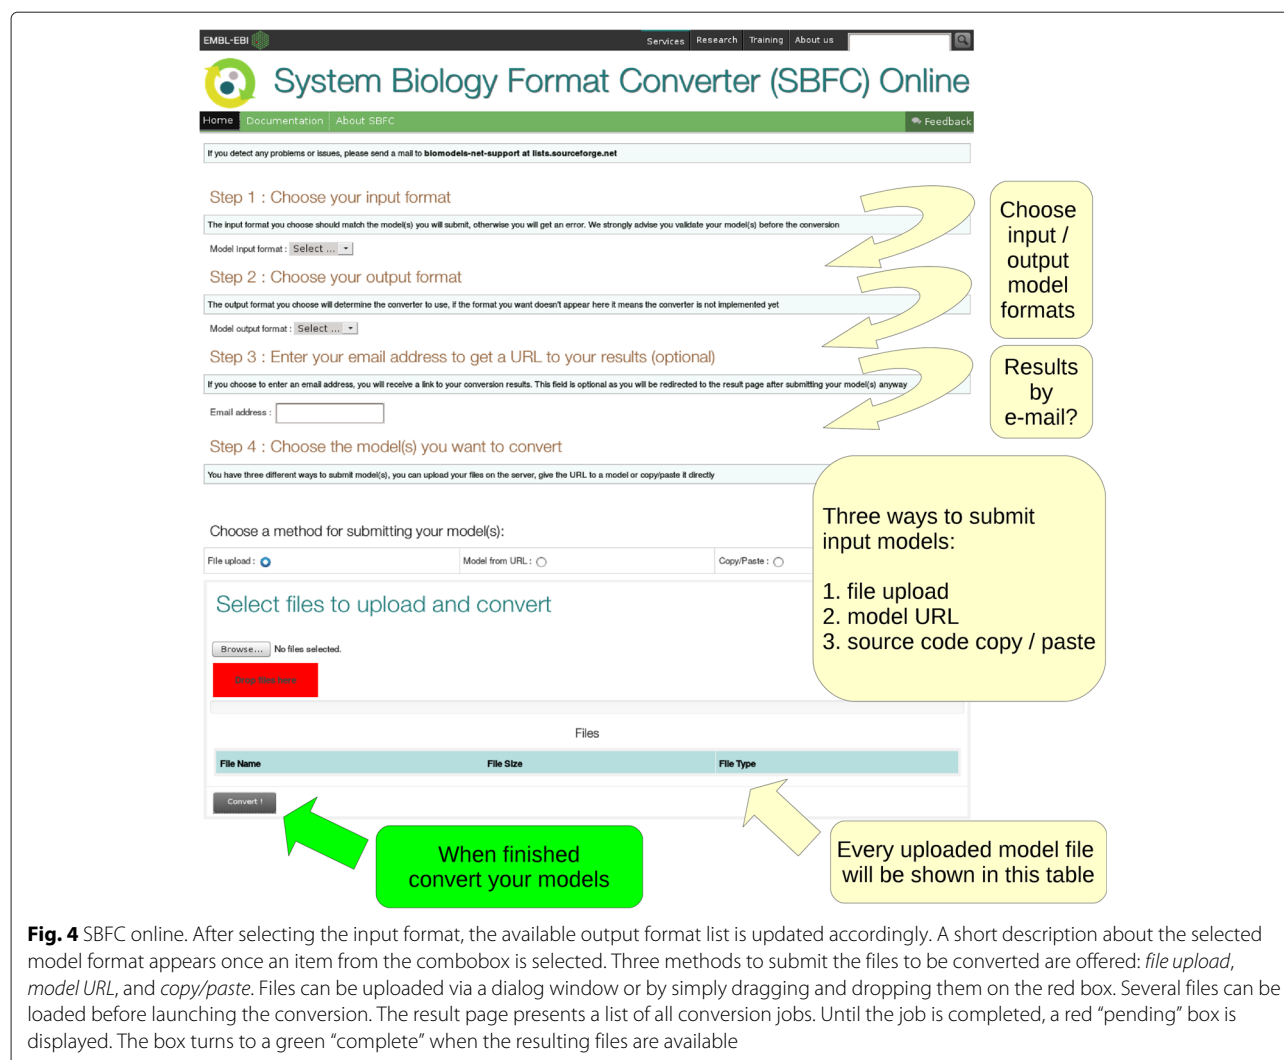 EMBL-EBI
Services Research Training About us
System Biology Format Converter (SBFC) Online
Home Documentation About SBFC Feedback
If you detect any problems or issues, please send a mail to biomodels-net-support at lists.sourceforge.net
Step 1 : Choose your input format
The input format you choose should match the model(s) you will submit, otherwise you will get an error. We strongly advise you validate your model(s) before the conversion
Model Input format : Select ...
Choose
input /
output
model
formats
Step 2 : Choose your output format
The output format you choose will determine the converter to use, if the format you want doesn't appear here it means the converter is not implemented yet
Model output format : Select ...
Step 3 : Enter your email address to get a URL to your results (optional)
If you choose to enter an email address, you will receive a link to your conversion results. This field is optional as you will be redirected to the result page after submitting your model(s) anyway
Email address :
Results
by
e-mail?
Step 4 : Choose the model(s) you want to convert
You have three different ways to submit model(s), you can upload your files on the server, give the URL to a model or copy/paste it directly
Choose a method for submitting your model(s):
File upload : Model from URL : Copy/Paste :
Three ways to submit
input models:
1. file upload
2. model URL
3. source code copy / paste
Select files to upload and convert
Browse... No files selected.
Drop files here
Files
File Name File Size File Type
Convert !
When finished
convert your models
Every uploaded model file
will be shown in this table
Fig. 4 SBFC online. After selecting the input format, the available output format list is updated accordingly. A short description about the selected
model format appears once an item from the combobox is selected. Three methods to submit the files to be converted are offered: file upload,
model URL, and copy/paste. Files can be uploaded via a dialog window or by simply dragging and dropping them on the red box. Several files can be
loaded before launching the conversion. The result page presents a list of all conversion jobs. Until the job is completed, a red “pending” box is
displayed. The box turns to a green “complete” when the resulting files are available